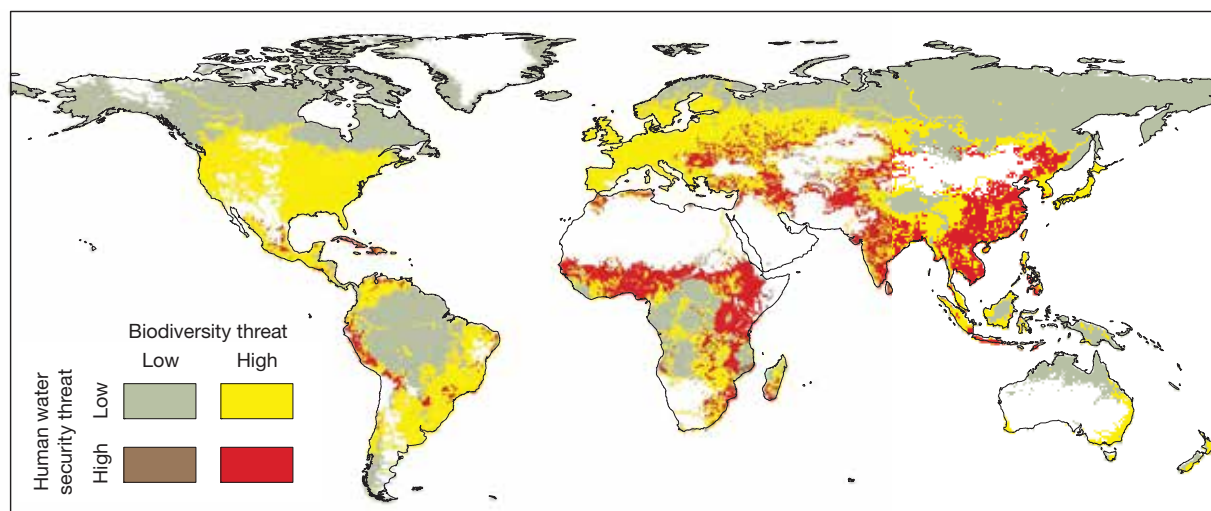 Biodiversity threat
Low High
Human water
security threat
Low
High